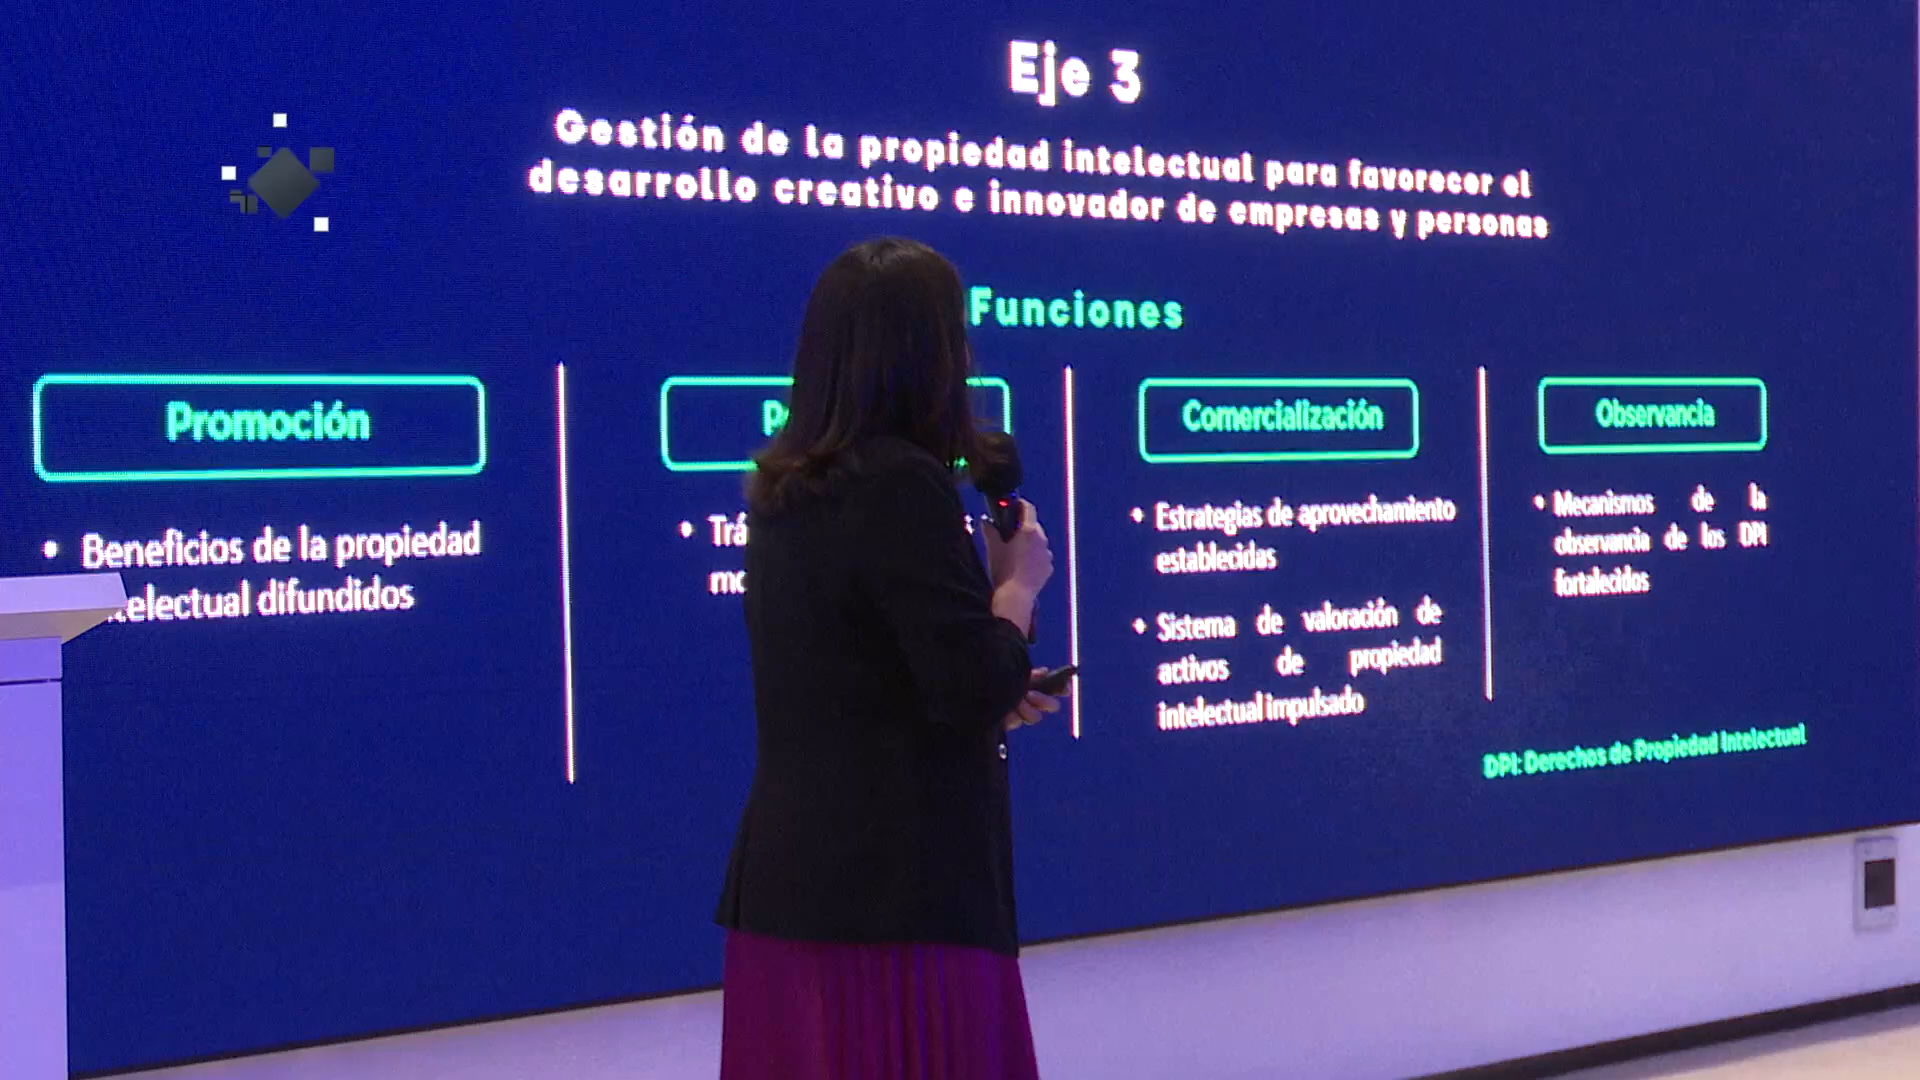 Eje 3
Gestión de la propiedad intelectual para favorecer el
desarrollo creativo e innovador de empresas y personas
Funciones
Promoción
• Beneficios de la propiedad
telectual difundidos
Comercialización
• Estrategias de aprovechamiento
establecidas
• Sistema de valoración de
activos de propiedad
intelectual impulsado
Observancia
• Mecanismos de la
observancia de los DPI
fortalecidos
DPI: Derechos de Propiedad Intelectual